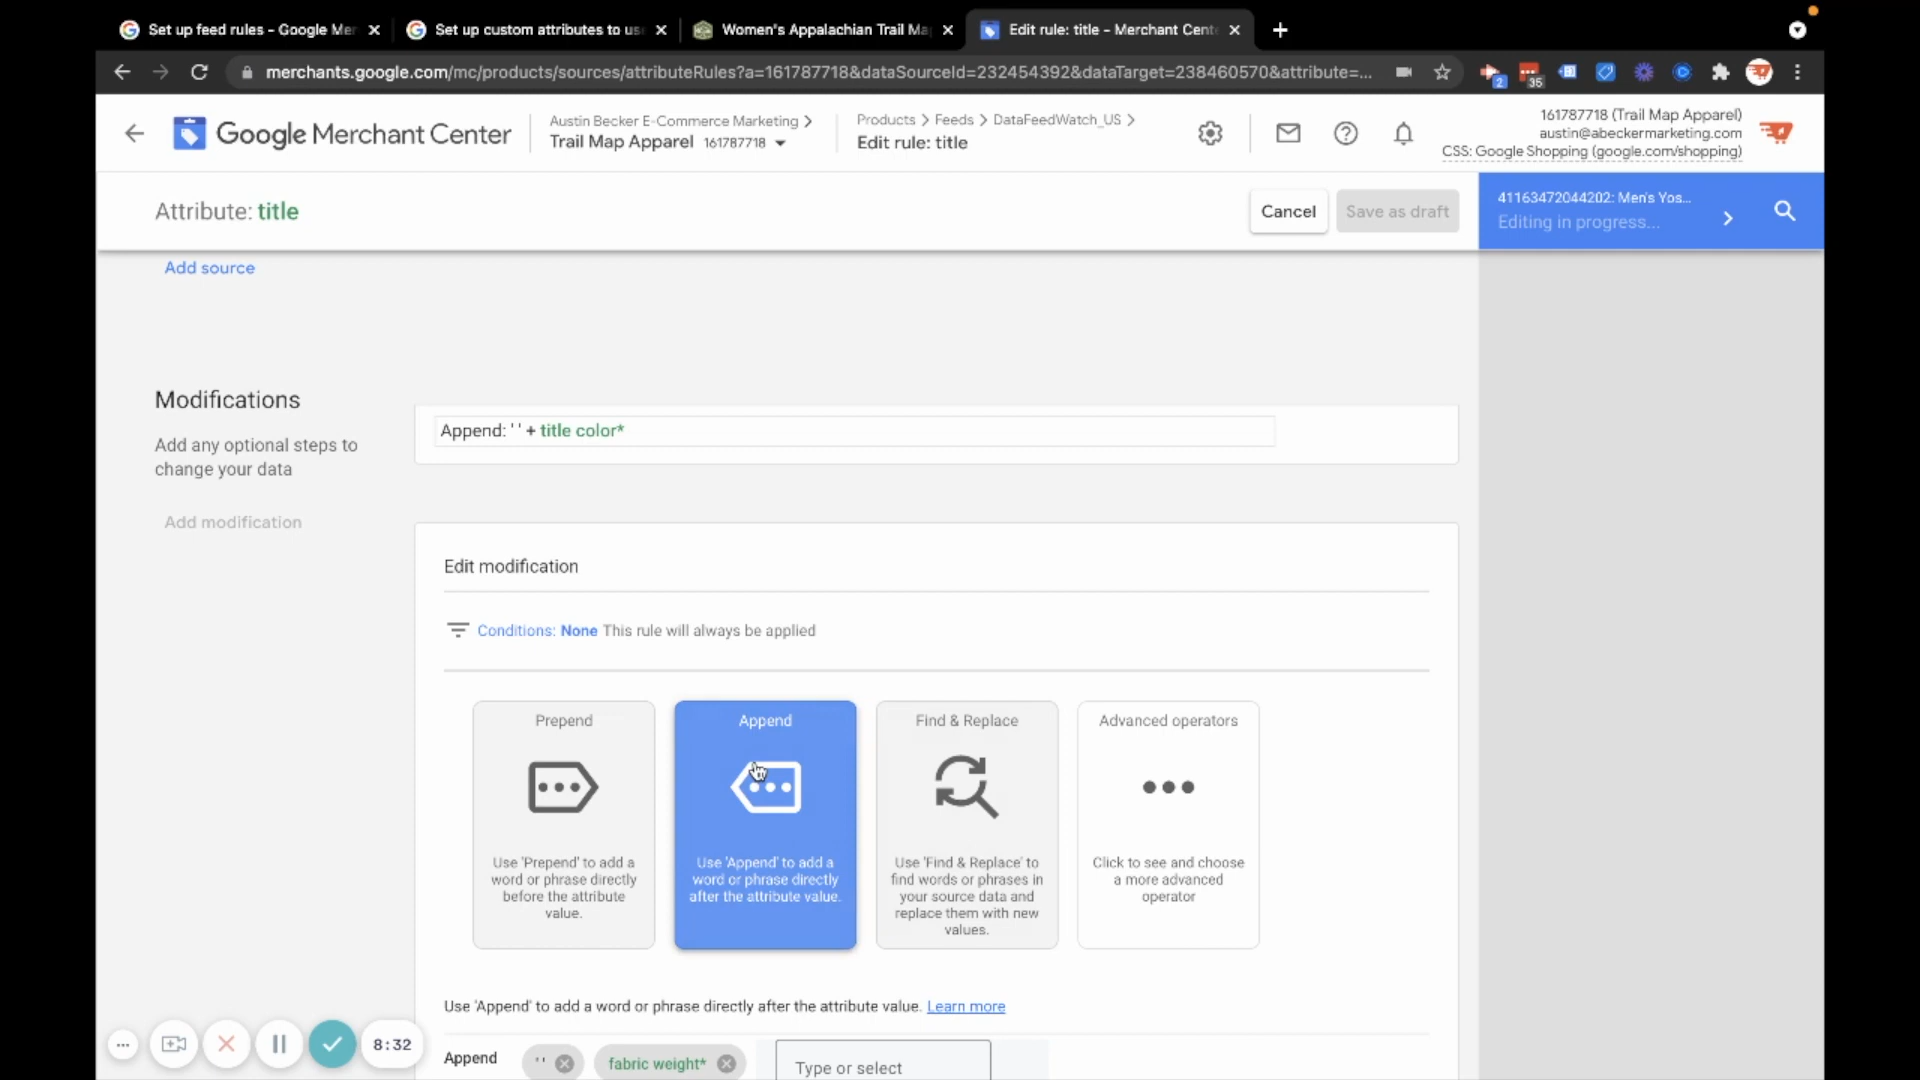 Set up feed rules - Google Mer
Set up custom attributes to us
Women"s Appalachian Trail Ma
Edit rule: title - Merchant Cent
merchants.google.com/mc/products/sources/attributeRules?a=161787718&dataSourceId=232454392&dataTarget=238460570&attribute=...
2
35
Google Merchant Center
Austin Becker E-Commerce Marketing
Trail Map Apparel 161787718
Products > Feeds > DataFeedWatch_US >
Edit rule: title
161787718 (Trail Map Apparel)
austin@abeckermarketing.com
CSS: Google Shopping (google.com/shopping)
Attribute: title
Cancel
Save as draft
41163472044202: Men's Yos...
Editing in progress...
Add source
Modifications
Add any optional steps to
change your data
Add modification
Append: ' ' + title color*
Edit modification
Conditions: None This rule will always be applied
Prepend
Use 'Prepend' to add a
word or phrase directly
before the attribute
value.
Append
Use 'Append' to add a
word or phrase directly
after the attribute value.
Find & Replace
Use 'Find & Replace' to
find words or phrases in
your source data and
replace them with new
values.
Advanced operators
Click to see and choose
a more advanced
operator
Use 'Append' to add a word or phrase directly after the attribute value. Learn more
Append
' '
fabric weight*
Type or select
8:32